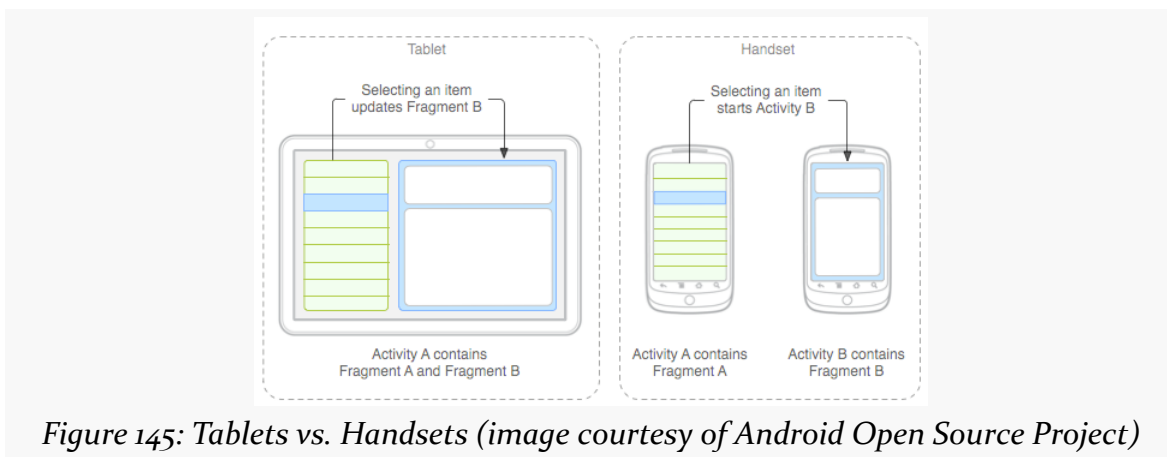 Tablet
Selecting an item
updates Fragment B
Activity A contains
Fragment A and Fragment B
Handset
Selecting an item
starts Activity B
Activity A contains
Fragment A
Activity B contains
Fragment B
Figure 145: Tablets vs. Handsets (image courtesy of Android Open Source Project)